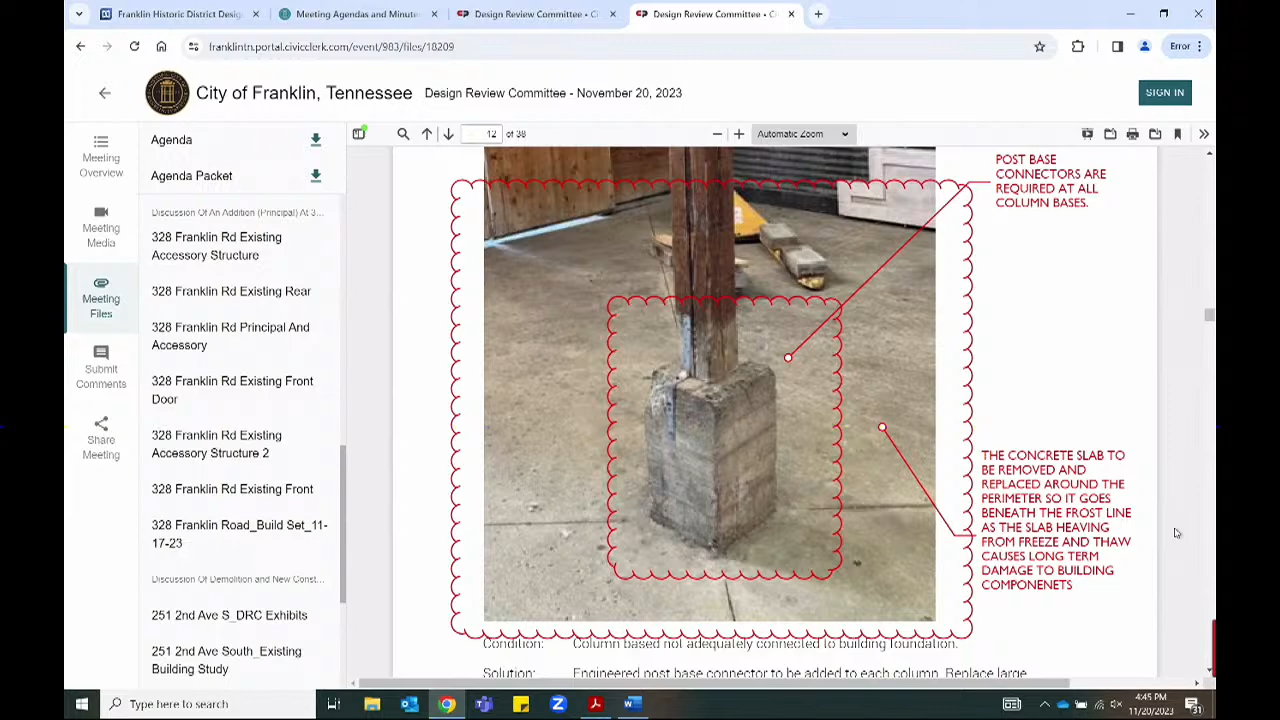 Franklin Historic District Desig
Meeting Agendas and Minute
Design Review Committee • C
Design Review Committee • C
franklintn.portal.civicclerk.com/event/983/files/18209
Error
City of Franklin, Tennessee
Design Review Committee - November 20, 2023
SIGN IN
Meeting
Overview
Meeting
Media
Meeting
Files
Submit
Comments
Share
Meeting
Agenda
Agenda Packet
Discussion Of An Addition (Principal) At 3...
328 Franklin Rd Existing
Accessory Structure
328 Franklin Rd Existing Rear
328 Franklin Rd Principal And
Accessory
328 Franklin Rd Existing Front
Door
328 Franklin Rd Existing
Accessory Structure 2
328 Franklin Rd Existing Front
328 Franklin Road_Build Set_11-
17-23
Discussion Of Demolition and New Const...
251 2nd Ave S_DRC Exhibits
251 2nd Ave South_Existing
Building Study
12 of 38
Automatic Zoom
POST BASE
CONNECTORS ARE
REQUIRED AT ALL
COLUMN BASES.
THE CONCRETE SLAB TO
BE REMOVED AND
REPLACED AROUND THE
PERIMETER SO IT GOES
BENEATH THE FROST LINE
AS THE SLAB HEAVING
FROM FREEZE AND THAW
CAUSES LONG TERM
DAMAGE TO BUILDING
COMPONENETS
Condition: Column based not adequately connected to building foundation.
Solution: Engineered post base connector to be added to each column. Replace large
Type here to search
4:45 PM
11/20/2023
31